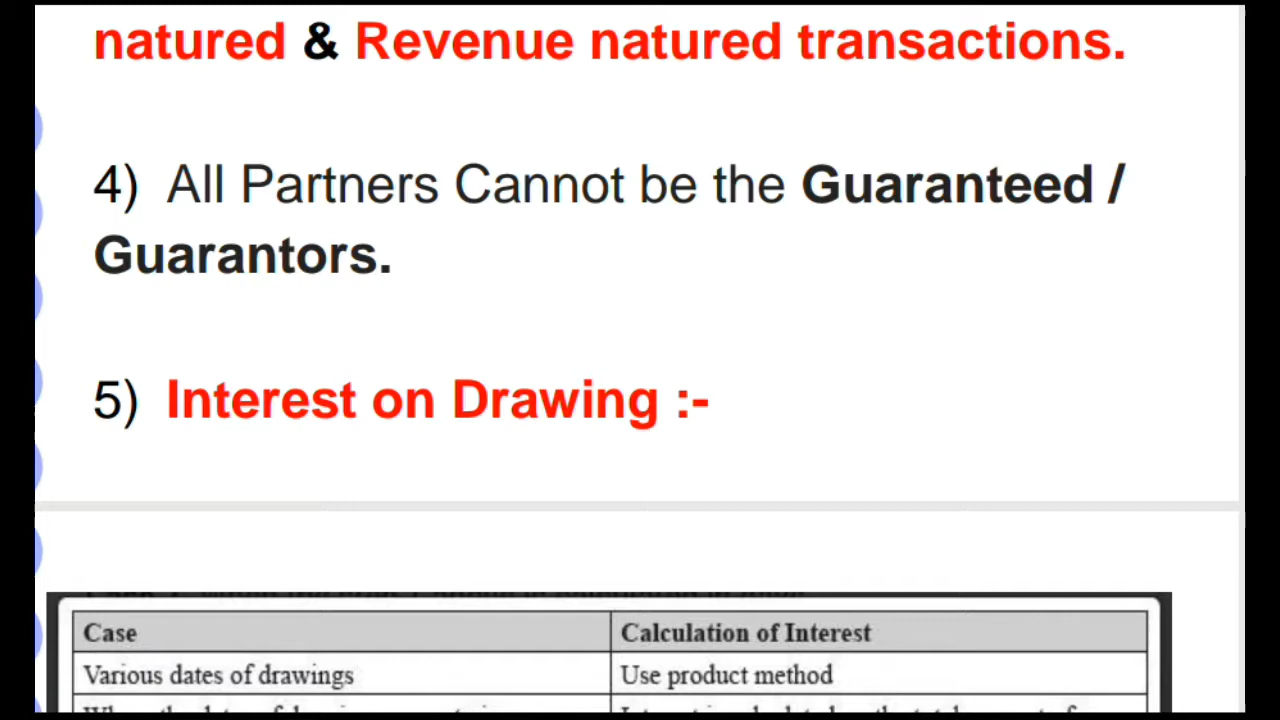 natured & Revenue natured transactions.
4) All Partners Cannot be the Guaranteed /
Guarantors.
5) Interest on Drawing :-
Case Calculation of Interest
Various dates of drawings Use product method